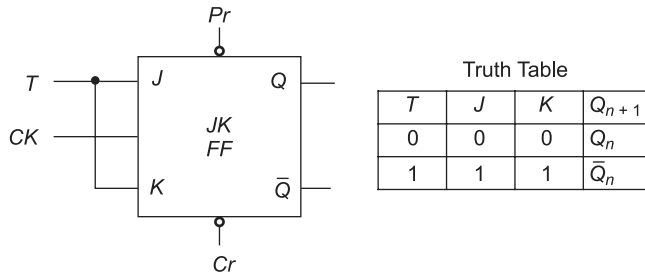 Pr
T
J
Q
CK
JK
FF
K
Q̅
Cr
Truth Table
T J K Qn + 1
0 0 0 Qn
1 1 1 Q̅n